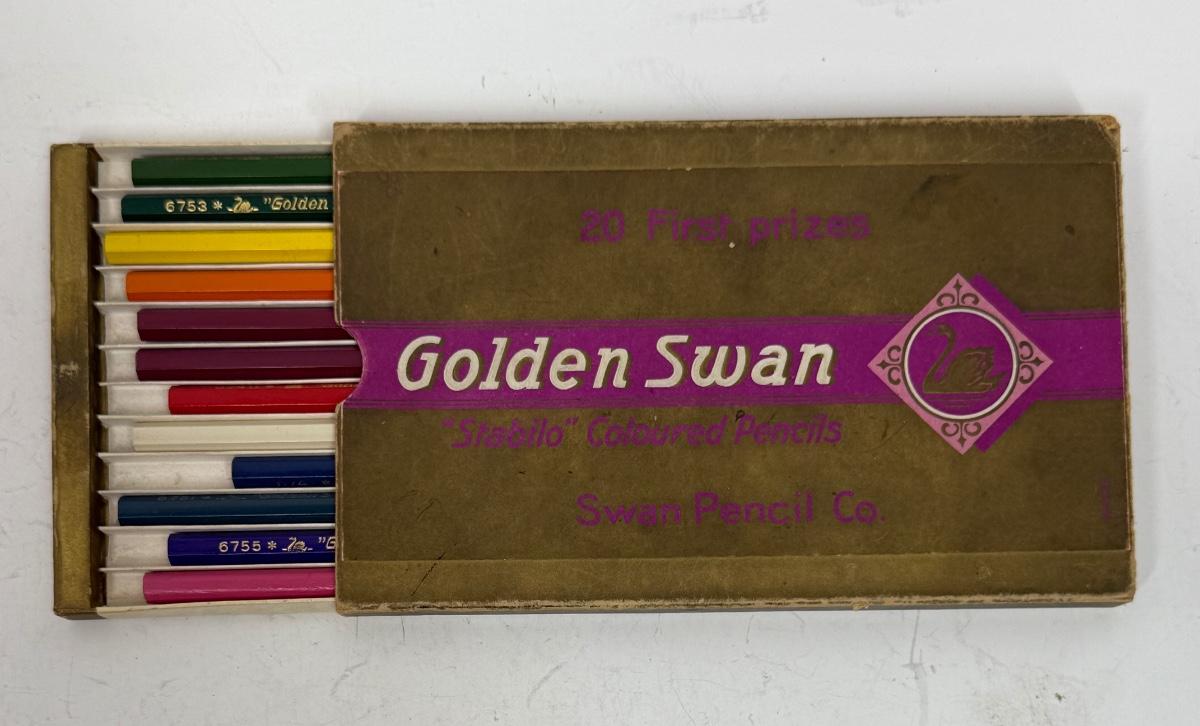 6753 * "Golden
6755 * "G
20 First prizes
Golden Swan
"Stabilo" Coloured Pencils
Swan Pencil Co.